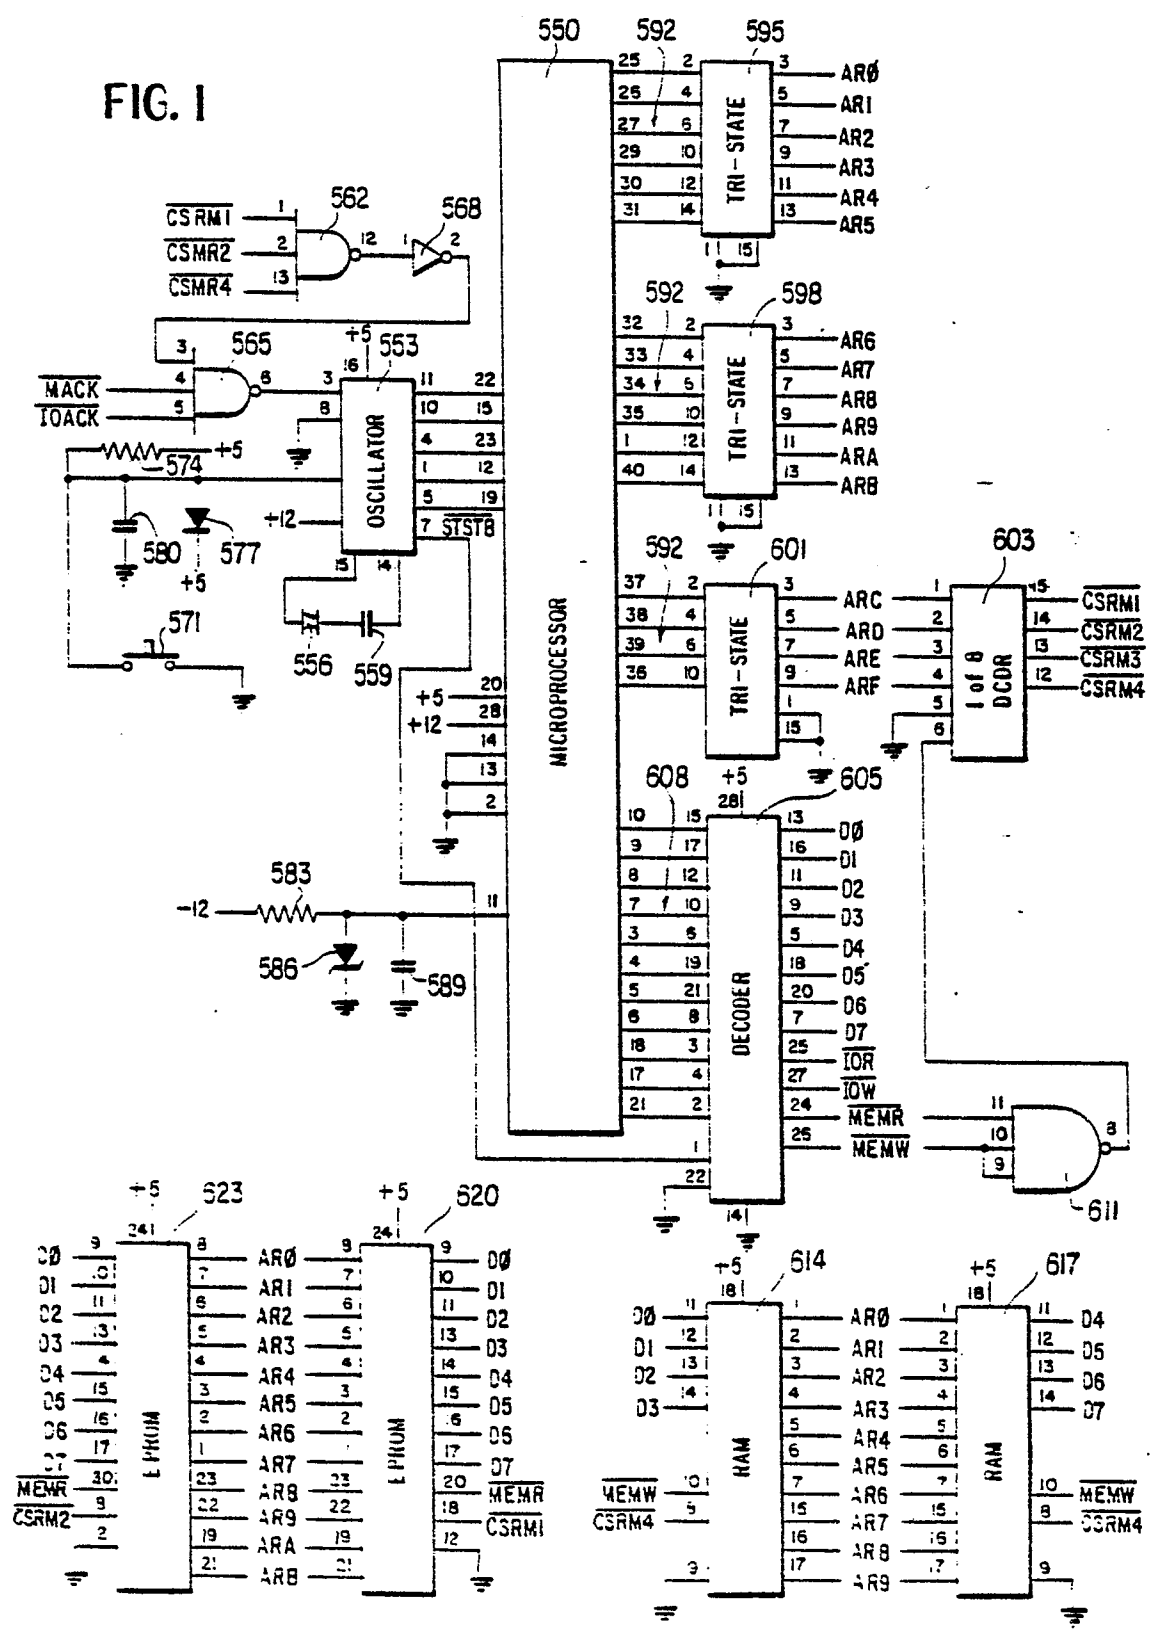 FIG. 1
550
592
595
25 2 3 AR0
26 4 5 AR1
27 6 7 AR2
29 10 9 AR3
30 12 11 AR4
31 14 13 AR5
TRI-STATE
1 15
562
568
CSRM1 1
CSMR2 2
CSMR4 13
12 1 2
592
598
32 2 3 AR6
33 4 5 AR7
34 6 7 AR8
35 10 9 AR9
1 12 11 ARA
40 14 13 ARB
TRI-STATE
1 15
565
+5
553
3
MACK 4
IOACK 5
6 3
16
8
OSCILLATOR
11 22
10 15
4 23
1 12
5 19
7 STSTB
574
+5
+12
580
577
+5
15 14
571
556
559
592
601
603
37 2 3 ARC 1 15 CSRM1
38 4 5 ARD 2 14 CSRM2
39 6 7 ARE 3 13 CSRM3
36 10 9 ARF 4 12 CSRM4
1 5
15 6
TRI-STATE
1 of 8
DCDR
MICROPROCESSOR
+5 20
+12 28
14
13
2
608
+5
605
28
10 15 13 D0
9 17 16 D1
8 12 11 D2
7 10 9 D3
3 6 5 D4
4 19 18 D5
5 21 20 D6
6 8 7 D7
18 3 25 IOR
17 4 27 IOW
21 2 24 MEMR 11
26 MEMW 10
9
8
1
22
14
DECODER
611
583
-12
11
586
589
+5
623
+5
620
24
24
9 8 AR0 8 9 D0
D1 10 7 AR1 7 10 D1
D2 11 6 AR2 6 11 D2
D3 13 5 AR3 5 13 D3
D4 4 4 AR4 4 14 D4
D5 15 3 AR5 3 15 D5
D6 16 2 AR6 2 16 D6
17 1 AR7 1 17 D7
MEMR 30 23 AR8 23 20 MEMR
CSRM2 9 22 AR9 22 18 CSRM1
2 19 ARA 19 12
21 ARB 21
EPROM
EPROM
+5
614
+5
617
18
18
D0 11 1 AR0 1 11 D4
D1 12 2 AR1 2 12 D5
D2 13 3 AR2 3 13 D6
D3 14 4 AR3 4 14 D7
5 AR4 5
6 AR5 6
MEMW 10 7 AR6 7 10 MEMW
CSRM4 15 AR7 15 8 CSRM4
16 AR8 16
9 17 AR9 17 9
RAM
RAM